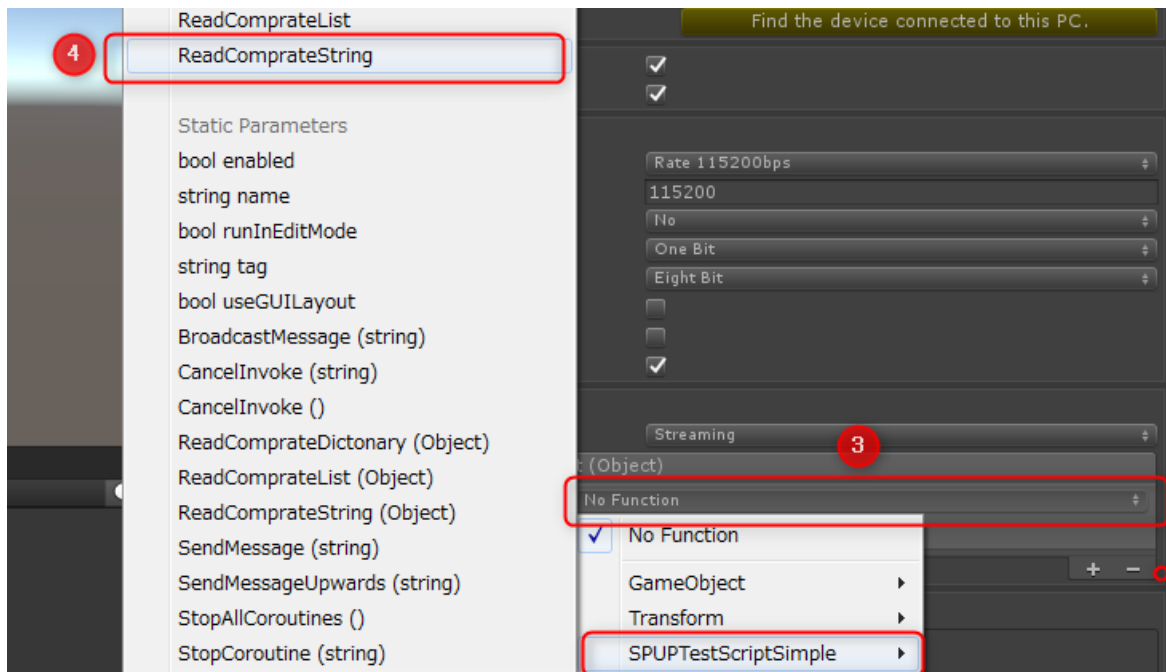 ReadComprateList
4
ReadComprateString
Static Parameters
bool enabled
string name
bool runInEditMode
string tag
bool useGUILayout
BroadcastMessage (string)
CancelInvoke (string)
CancelInvoke ()
ReadComprateDictonary (Object)
ReadComprateList (Object)
ReadComprateString (Object)
SendMessage (string)
SendMessageUpwards (string)
StopAllCoroutines ()
StopCoroutine (string)
Find the device connected to this PC.
Rate 115200bps
115200
No
One Bit
Eight Bit
Streaming
3
(Object)
No Function
No Function
GameObject
Transform
SPUPTestScriptSimple